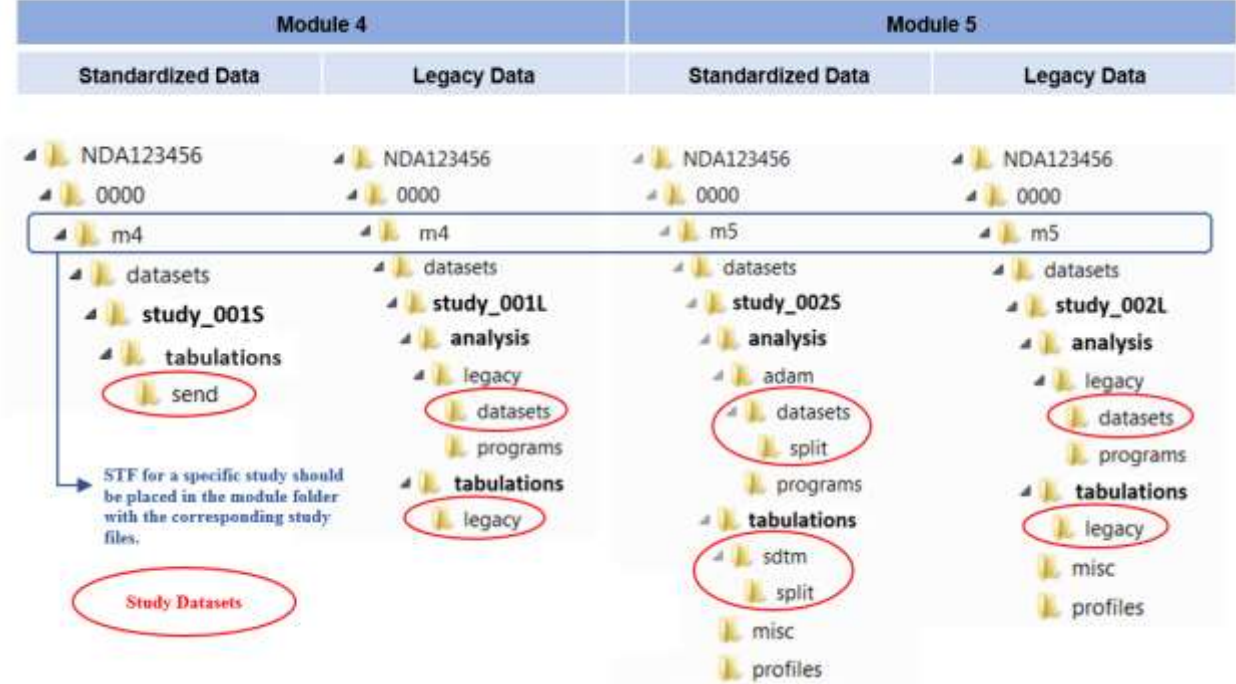 Module 4
Module 5
Standardized Data
Legacy Data
Standardized Data
Legacy Data
NDA123456
0000
m4
datasets
study_001S
tabulations
send
STF for a specific study should
be placed in the module folder
with the corresponding study
files.
Study Datasets
NDA123456
0000
m4
datasets
study_001L
analysis
legacy
datasets
programs
tabulations
legacy
NDA123456
0000
m5
datasets
study_002S
analysis
adam
datasets
split
programs
tabulations
sdtm
split
misc
profiles
NDA123456
0000
m5
datasets
study_002L
analysis
legacy
datasets
programs
tabulations
legacy
misc
profiles